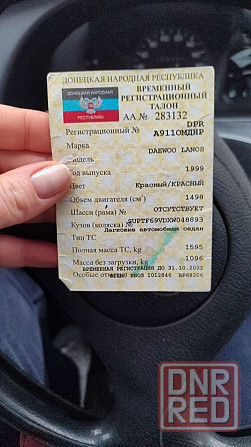 ДОНЕЦКАЯ НАРОДНАЯ РЕСПУБЛИКА
ДОНЕЦКАЯ НАРОДНАЯ
РЕСПУБЛИКА
ВРЕМЕННЫЙ
РЕГИСТРАЦИОННЫЙ
ТАЛОН
АА № 283132
DPR
Регистрационный № А911ОМДНР
Марка DAEWOO LANOS
Модель
Год выпуска 1999
Цвет Красный/КРАСНЫЙ
Объем двигателя (см³) 1498
Шасси (рама) № ОТСУТСТВУЕТ
Кузов (коляска) № SUPTF69VDXW048893
Тип ТС Легковые автомобили седан
Полная масса ТС, kg 1595
Масса без загрузки, kg 1096
ВРЕМЕННАЯ РЕГИСТРАЦИЯ ДО 31.10.2022
Особые 1012846 НР68206
DNR
RED